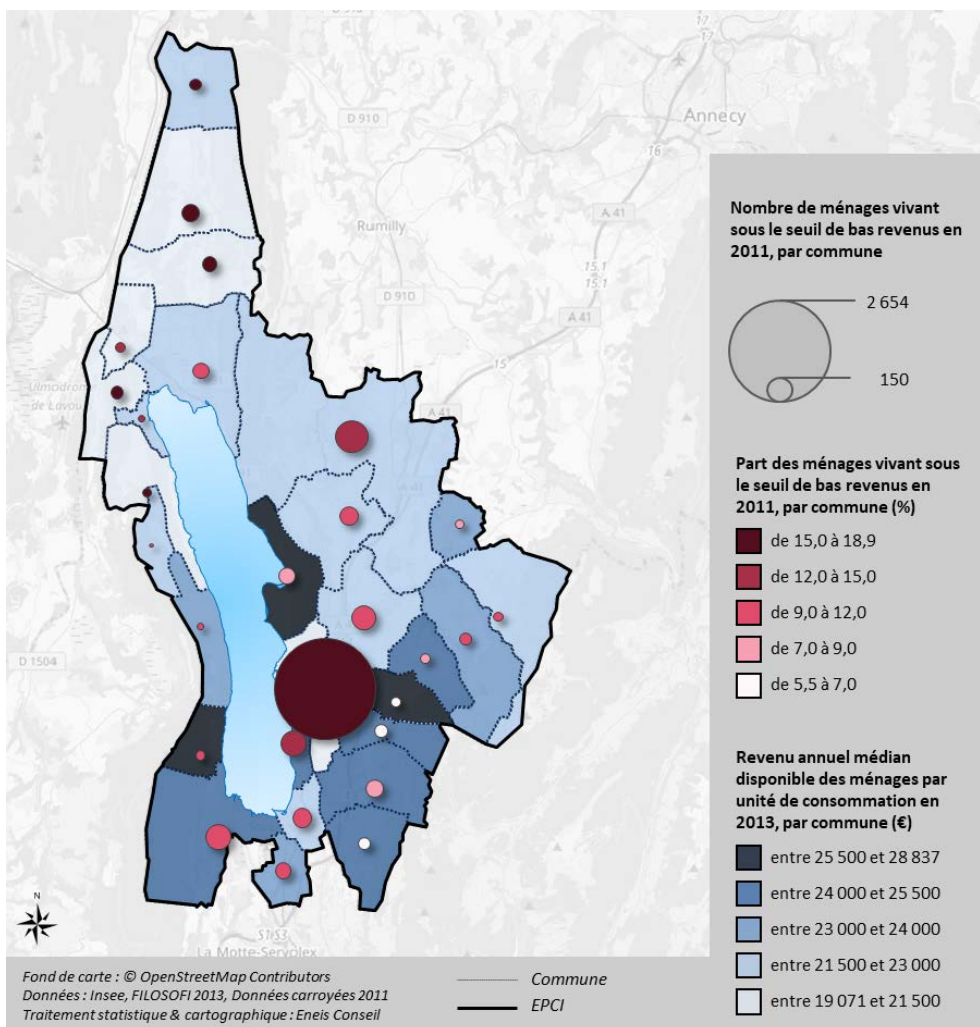 17
17
D 910
Annecy
16
Rumilly
A 41
15.1
15.1
D 910
A 41
15
A 41
D 1504
S1 S3
La Motte-Servolex
N
Nombre de ménages vivant
sous le seuil de bas revenus en
2011, par commune
2 654
150
Part des ménages vivant sous
le seuil de bas revenus en
2011, par commune (%)
de 15,0 à 18,9
de 12,0 à 15,0
de 9,0 à 12,0
de 7,0 à 9,0
de 5,5 à 7,0
Revenu annuel médian
disponible des ménages par
unité de consommation en
2013, par commune (€)
entre 25 500 et 28 837
entre 24 000 et 25 500
entre 23 000 et 24 000
entre 21 500 et 23 000
entre 19 071 et 21 500
Fond de carte : © OpenStreetMap Contributors
Données : Insee, FILOSOFI 2013, Données carroyées 2011
Traitement statistique & cartographique : Eneis Conseil
Commune
EPCI